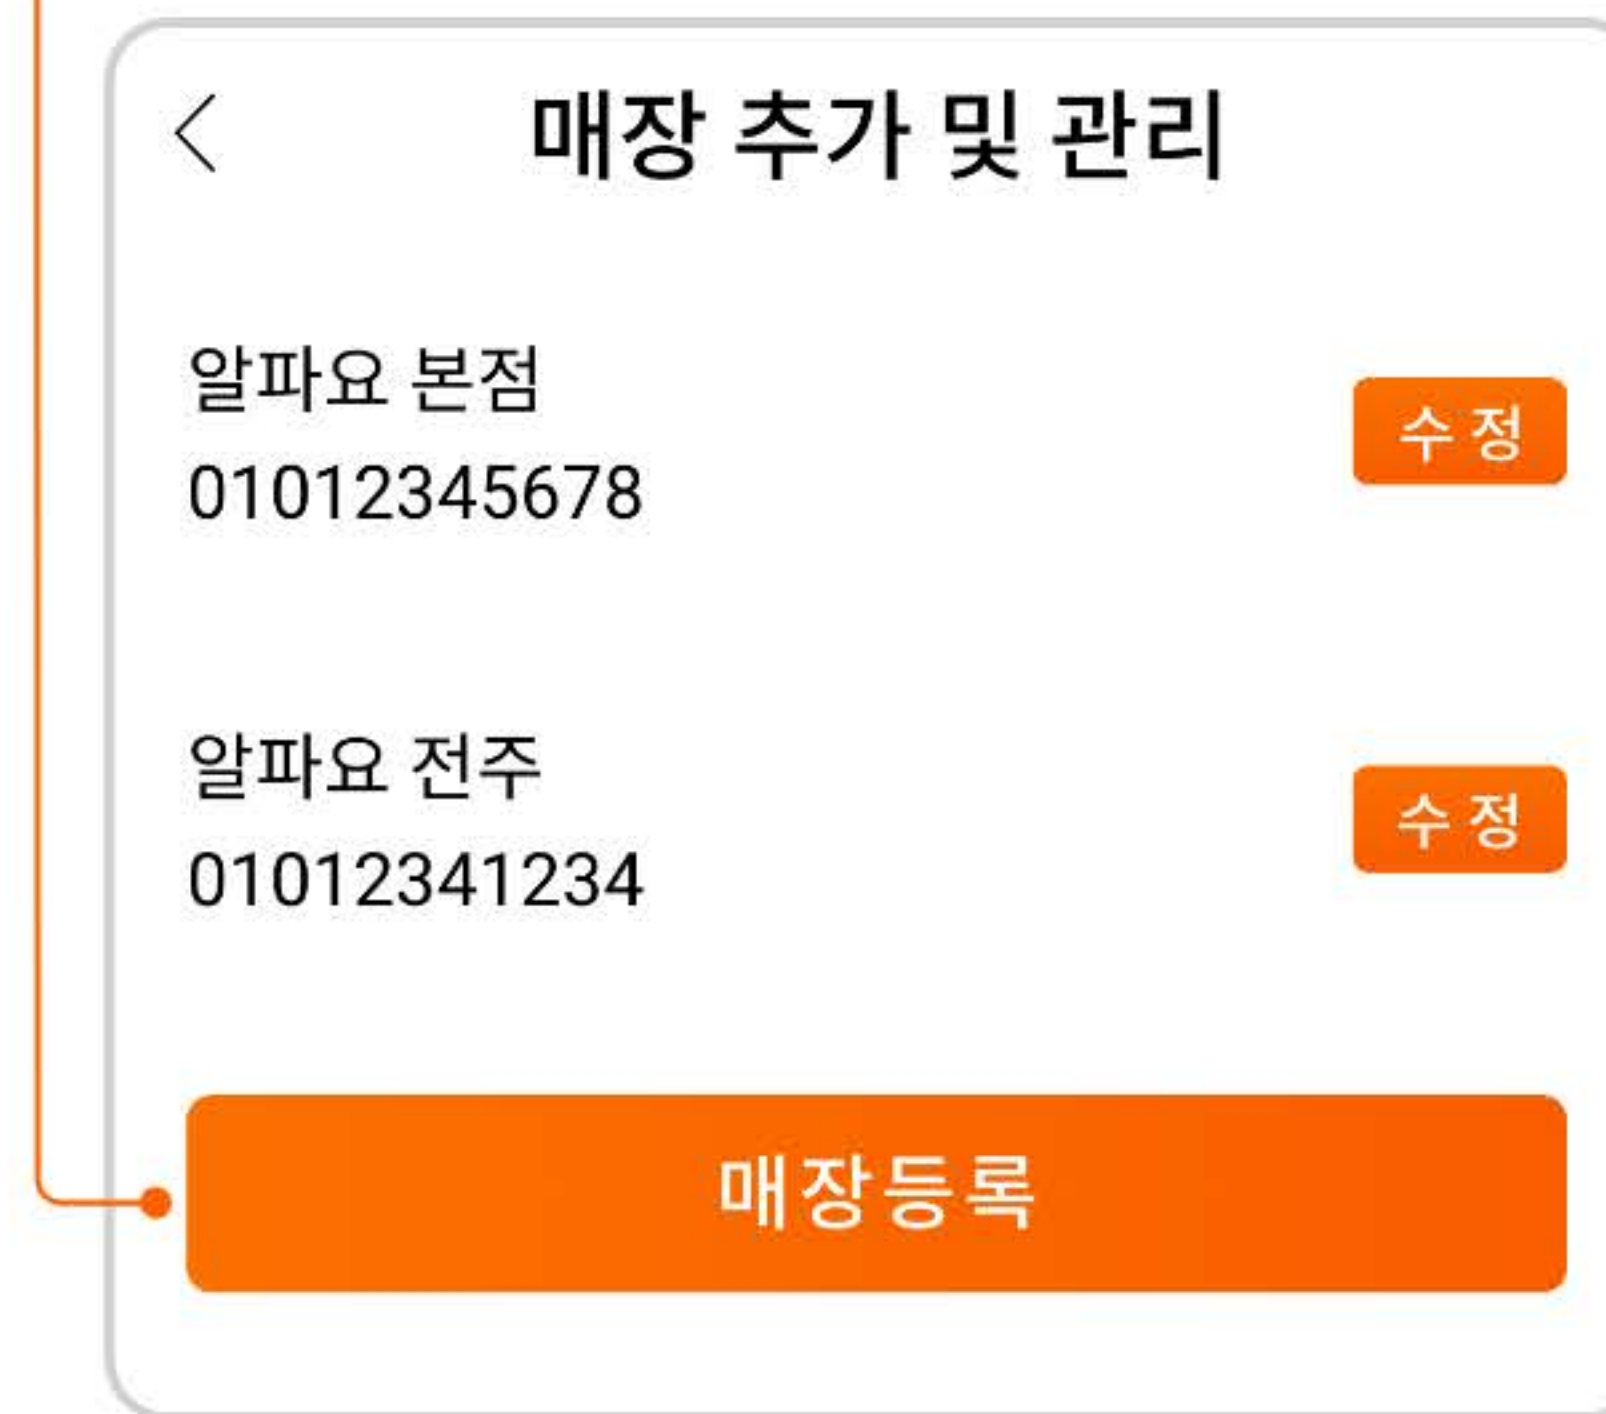 매장 추가 및 관리
알파요 본점
01012345678
수정
알파요 전주
01012341234
수정
매장등록